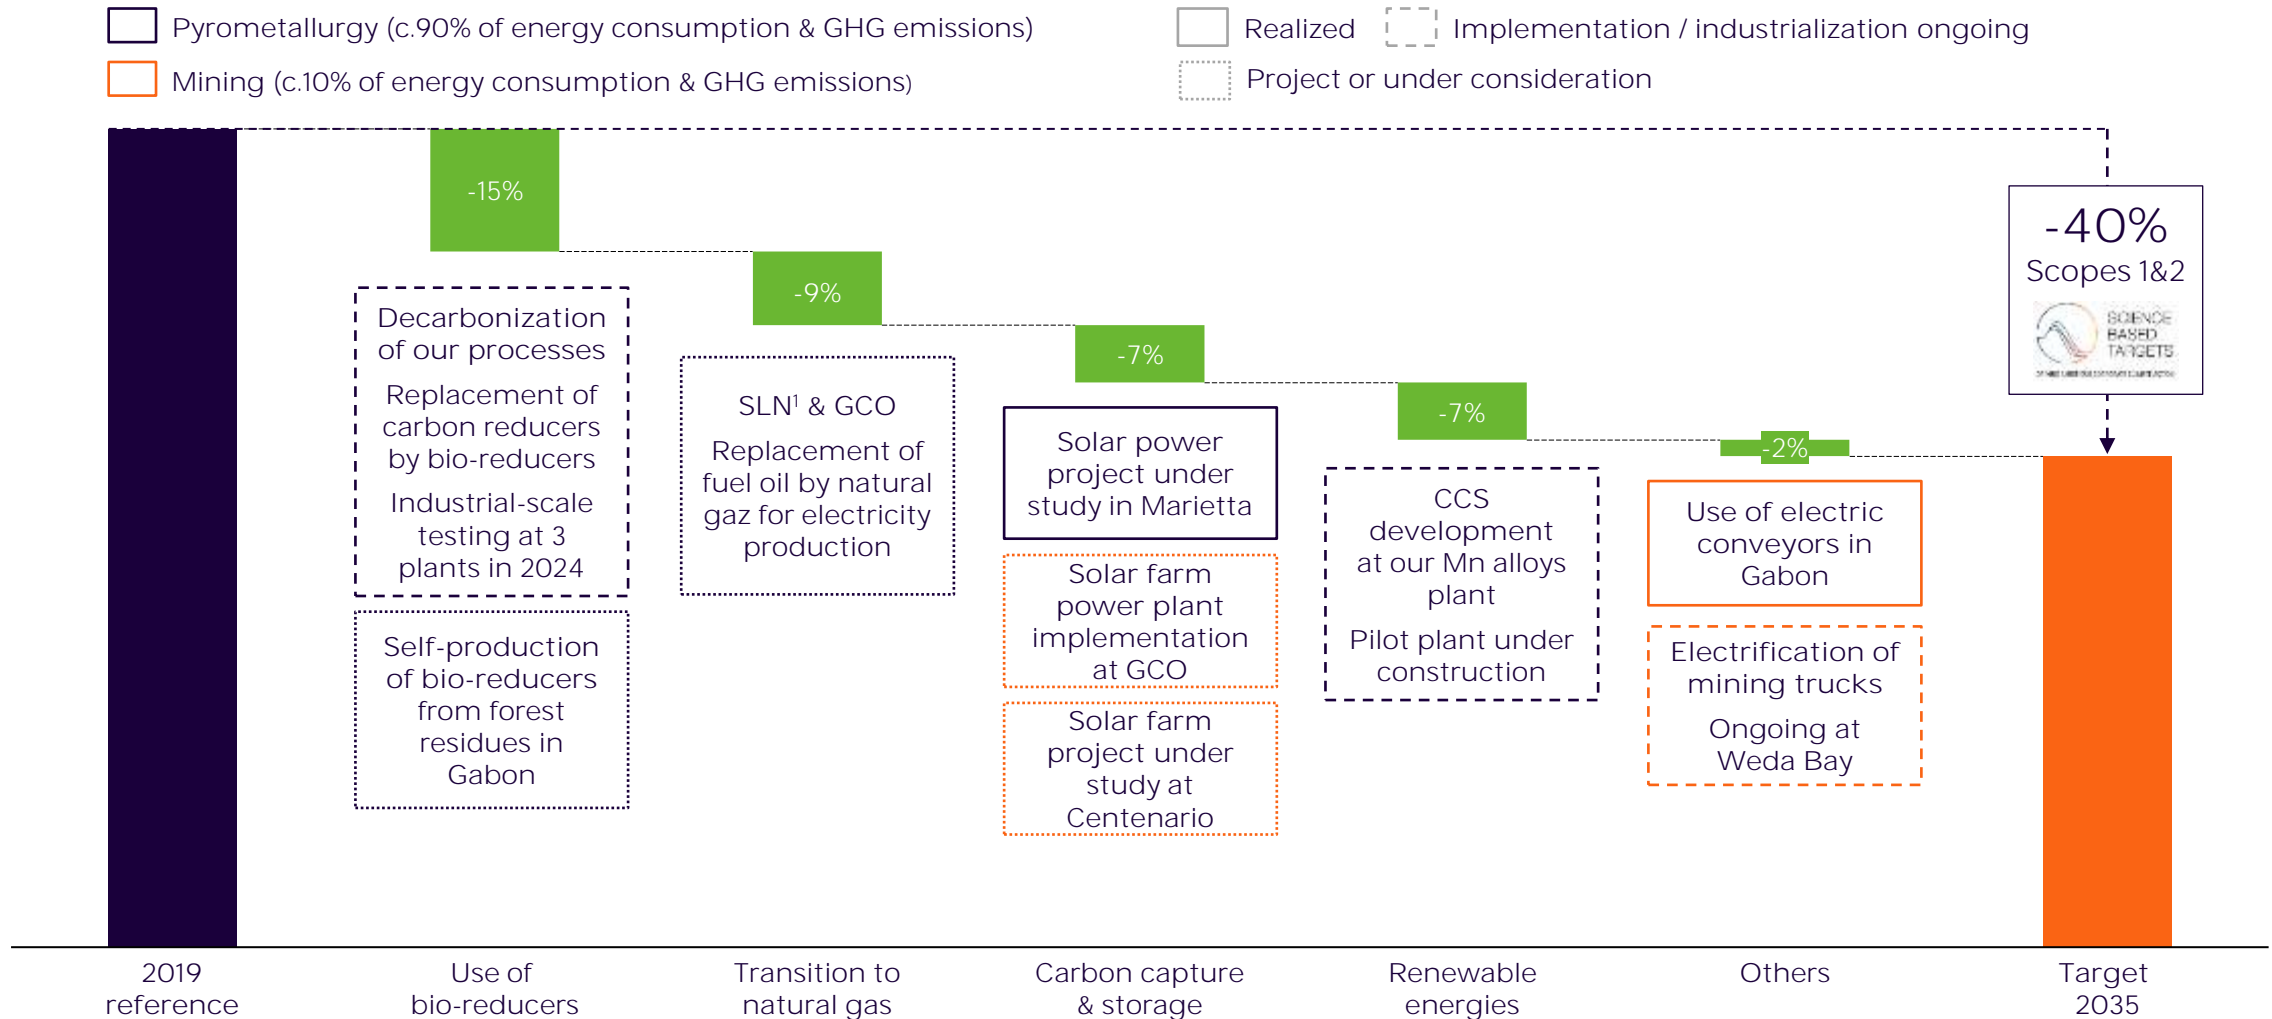 Pyrometallurgy (c.90% of energy consumption & GHG emissions)
Mining (c.10% of energy consumption & GHG emissions)
Realized
Implementation / industrialization ongoing
Project or under consideration
-15%
-9%
-7%
-7%
-2%
-40%
Scopes 1&2
SCIENCE
BASED
TARGETS
Decarbonization
of our processes
Replacement of
carbon reducers
by bio-reducers
Industrial-scale
testing at 3
plants in 2024
Self-production
of bio-reducers
from forest
residues in
Gabon
SLN¹ & GCO
Replacement of
fuel oil by natural
gaz for electricity
production
Solar power
project under
study in Marietta
Solar farm
power plant
implementation
at GCO
Solar farm
project under
study at
Centenario
CCS
development
at our Mn alloys
plant
Pilot plant under
construction
Use of electric
conveyors in
Gabon
Electrification of
mining trucks
Ongoing at
Weda Bay
2019
reference
Use of
bio-reducers
Transition to
natural gas
Carbon capture
& storage
Renewable
energies
Others
Target
2035